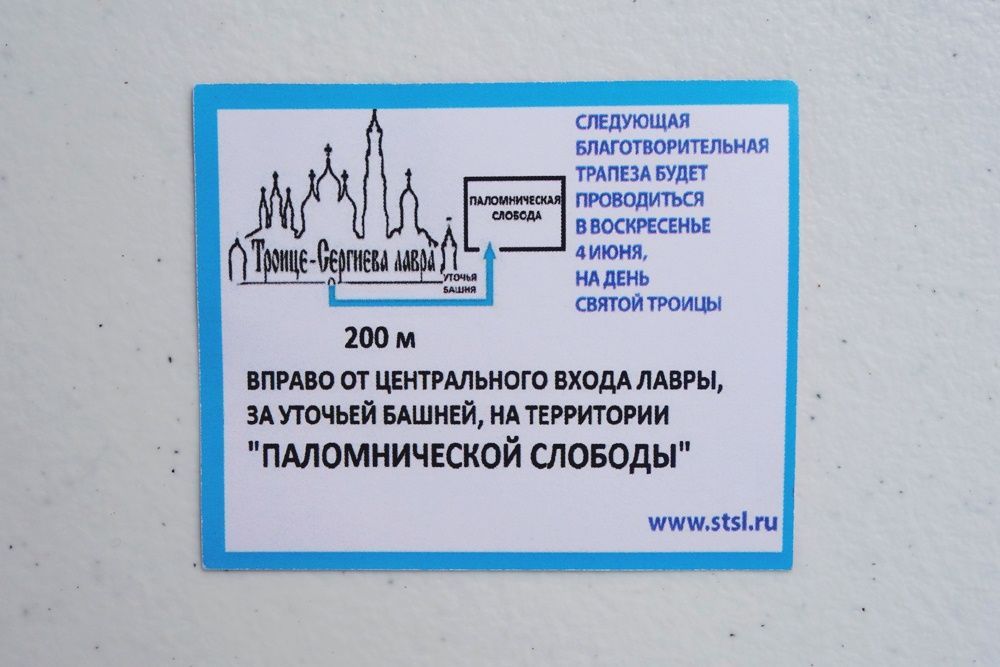 СЛЕДУЮЩАЯ
БЛАГОТВОРИТЕЛЬНАЯ
ТРАПЕЗА БУДЕТ
ПРОВОДИТЬСЯ
В ВОСКРЕСЕНЬЕ
4 ИЮНЯ,
НА ДЕНЬ
СВЯТОЙ ТРОИЦЫ
ПАЛОМНИЧЕСКАЯ
СЛОБОДА
Троице-Сергиева лавра
УТОЧЬЯ
БАШНЯ
200 м
ВПРАВО ОТ ЦЕНТРАЛЬНОГО ВХОДА ЛАВРЫ,
ЗА УТОЧЬЕЙ БАШНЕЙ, НА ТЕРРИТОРИИ
"ПАЛОМНИЧЕСКОЙ СЛОБОДЫ"
www.stsl.ru